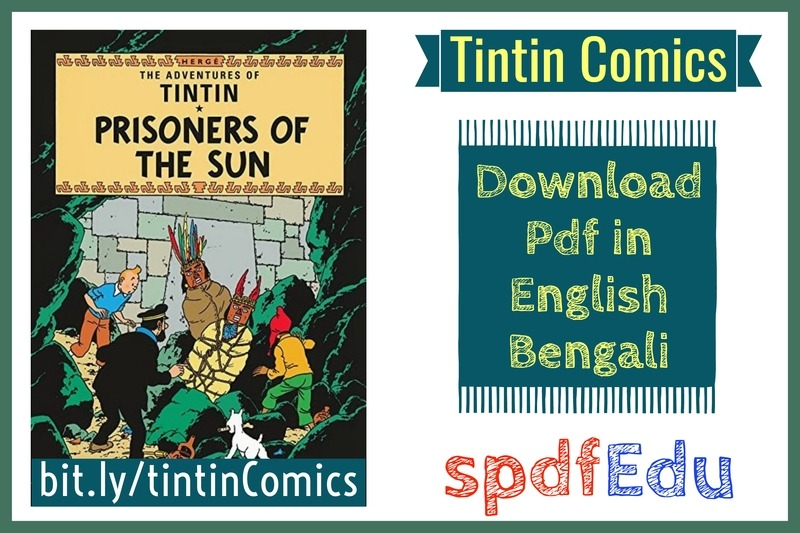 HERGÉ
THE ADVENTURES OF
TINTIN
★
PRISONERS OF
THE SUN
bit.ly/tintinComics
Tintin Comics
Download
Pdf in
English
Bengali
spdfEdu